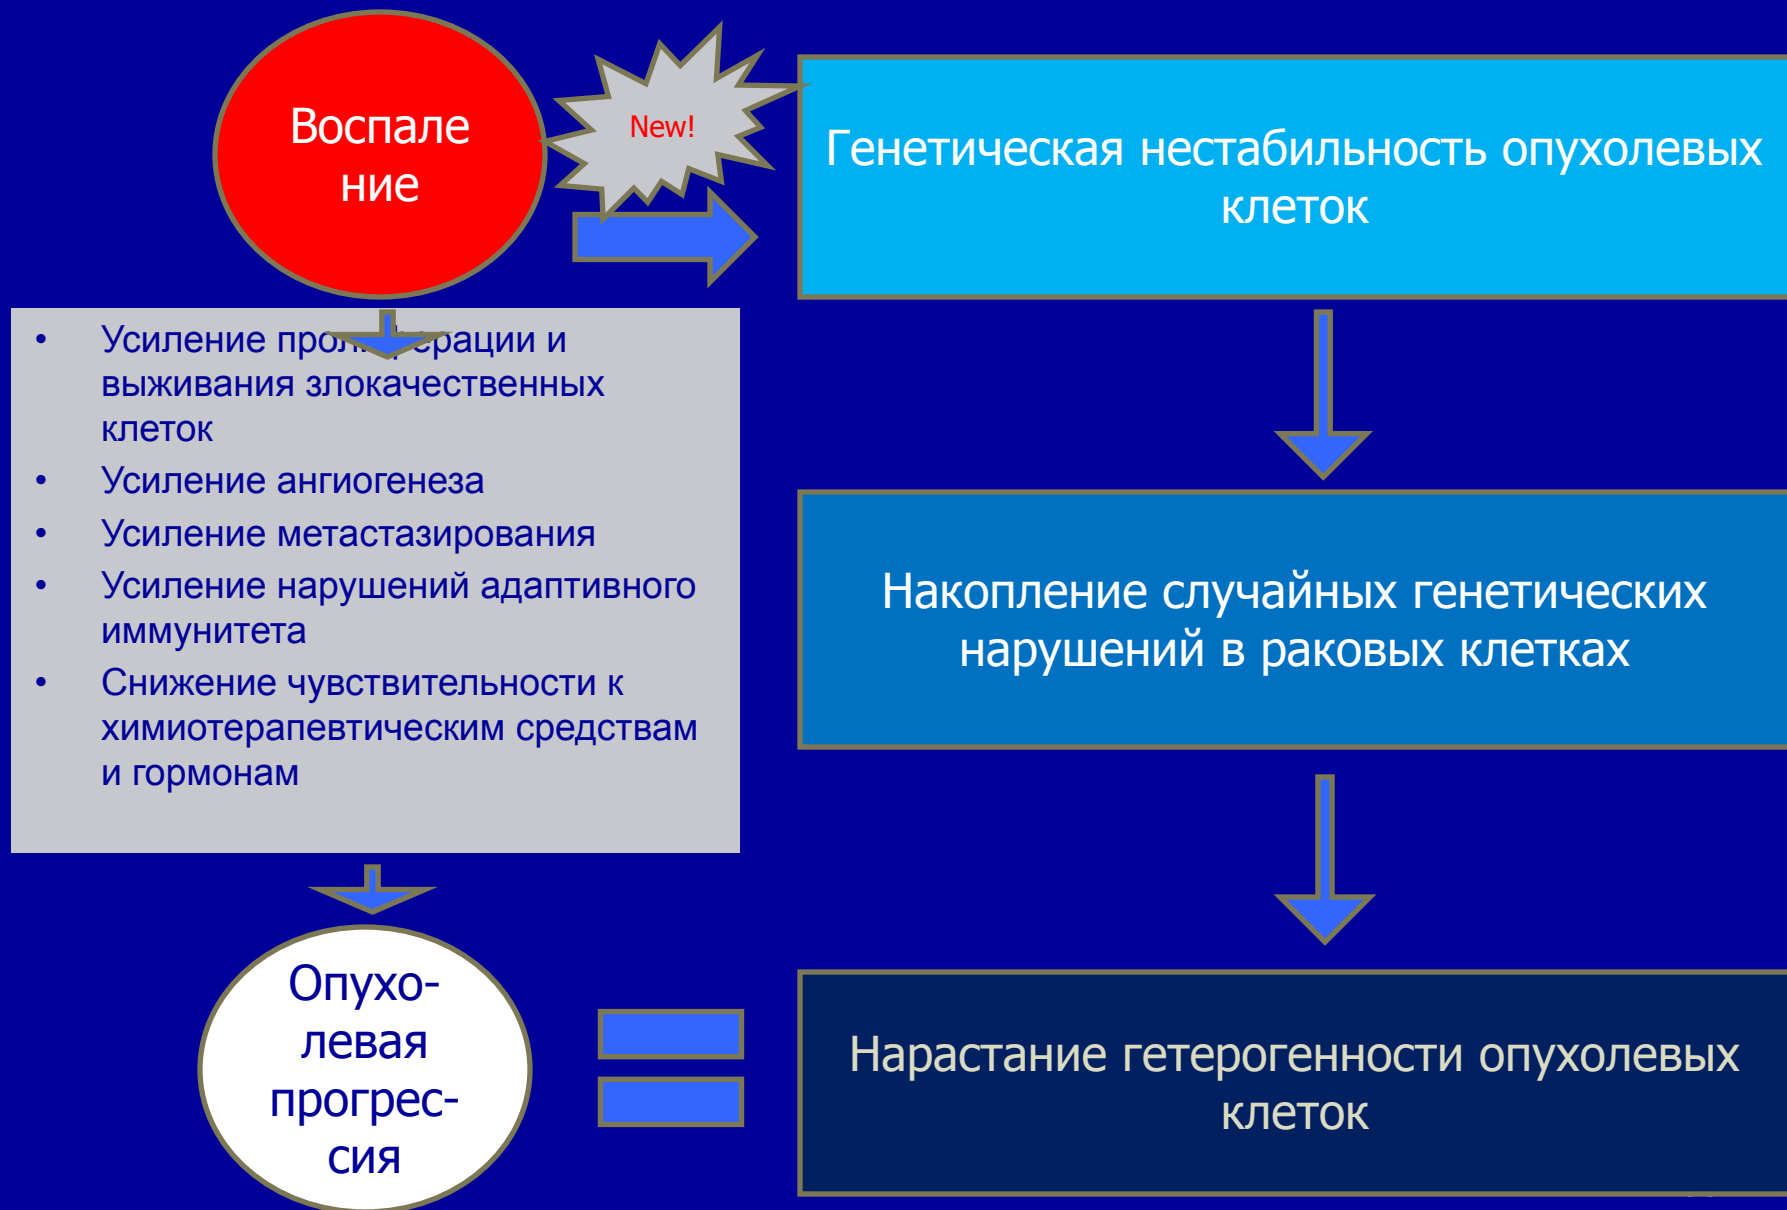 Воспале
ние
New!
Генетическая нестабильность опухолевых
клеток
• Усиление пролиферации и
выживания злокачественных
клеток
• Усиление ангиогенеза
• Усиление метастазирования
• Усиление нарушений адаптивного
иммунитета
• Снижение чувствительности к
химиотерапевтическим средствам
и гормонам
Накопление случайных генетических
нарушений в раковых клетках
Опухо-
левая
прогрес-
сия
Нарастание гетерогенности опухолевых
клеток